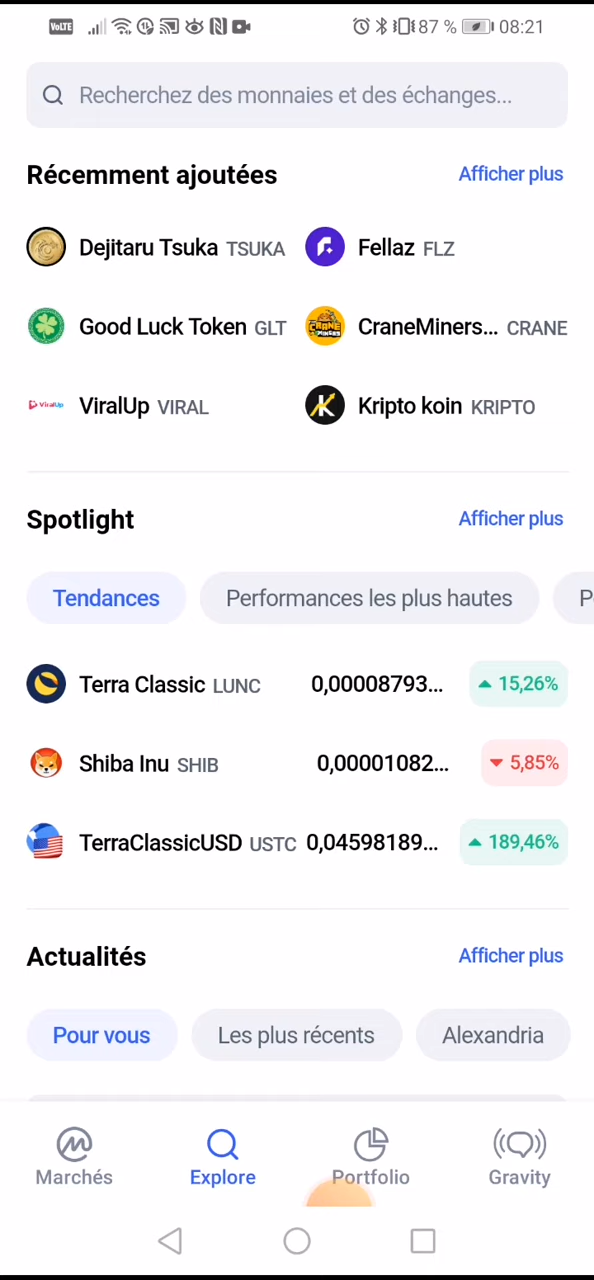 VoLTE 87 % 08:21
Recherchez des monnaies et des échanges...
Récemment ajoutées Afficher plus
Dejitaru Tsuka TSUKA Fellaz FLZ
Good Luck Token GLT CraneMiners... CRANE
ViralUp VIRAL Kripto koin KRIPTO
Spotlight Afficher plus
Tendances Performances les plus hautes
Terra Classic LUNC 0,00008793... 15,26%
Shiba Inu SHIB 0,00001082... 5,85%
TerraClassicUSD USTC 0,04598189... 189,46%
Actualités Afficher plus
Pour vous Les plus récents Alexandria
Marchés Explore Portfolio Gravity